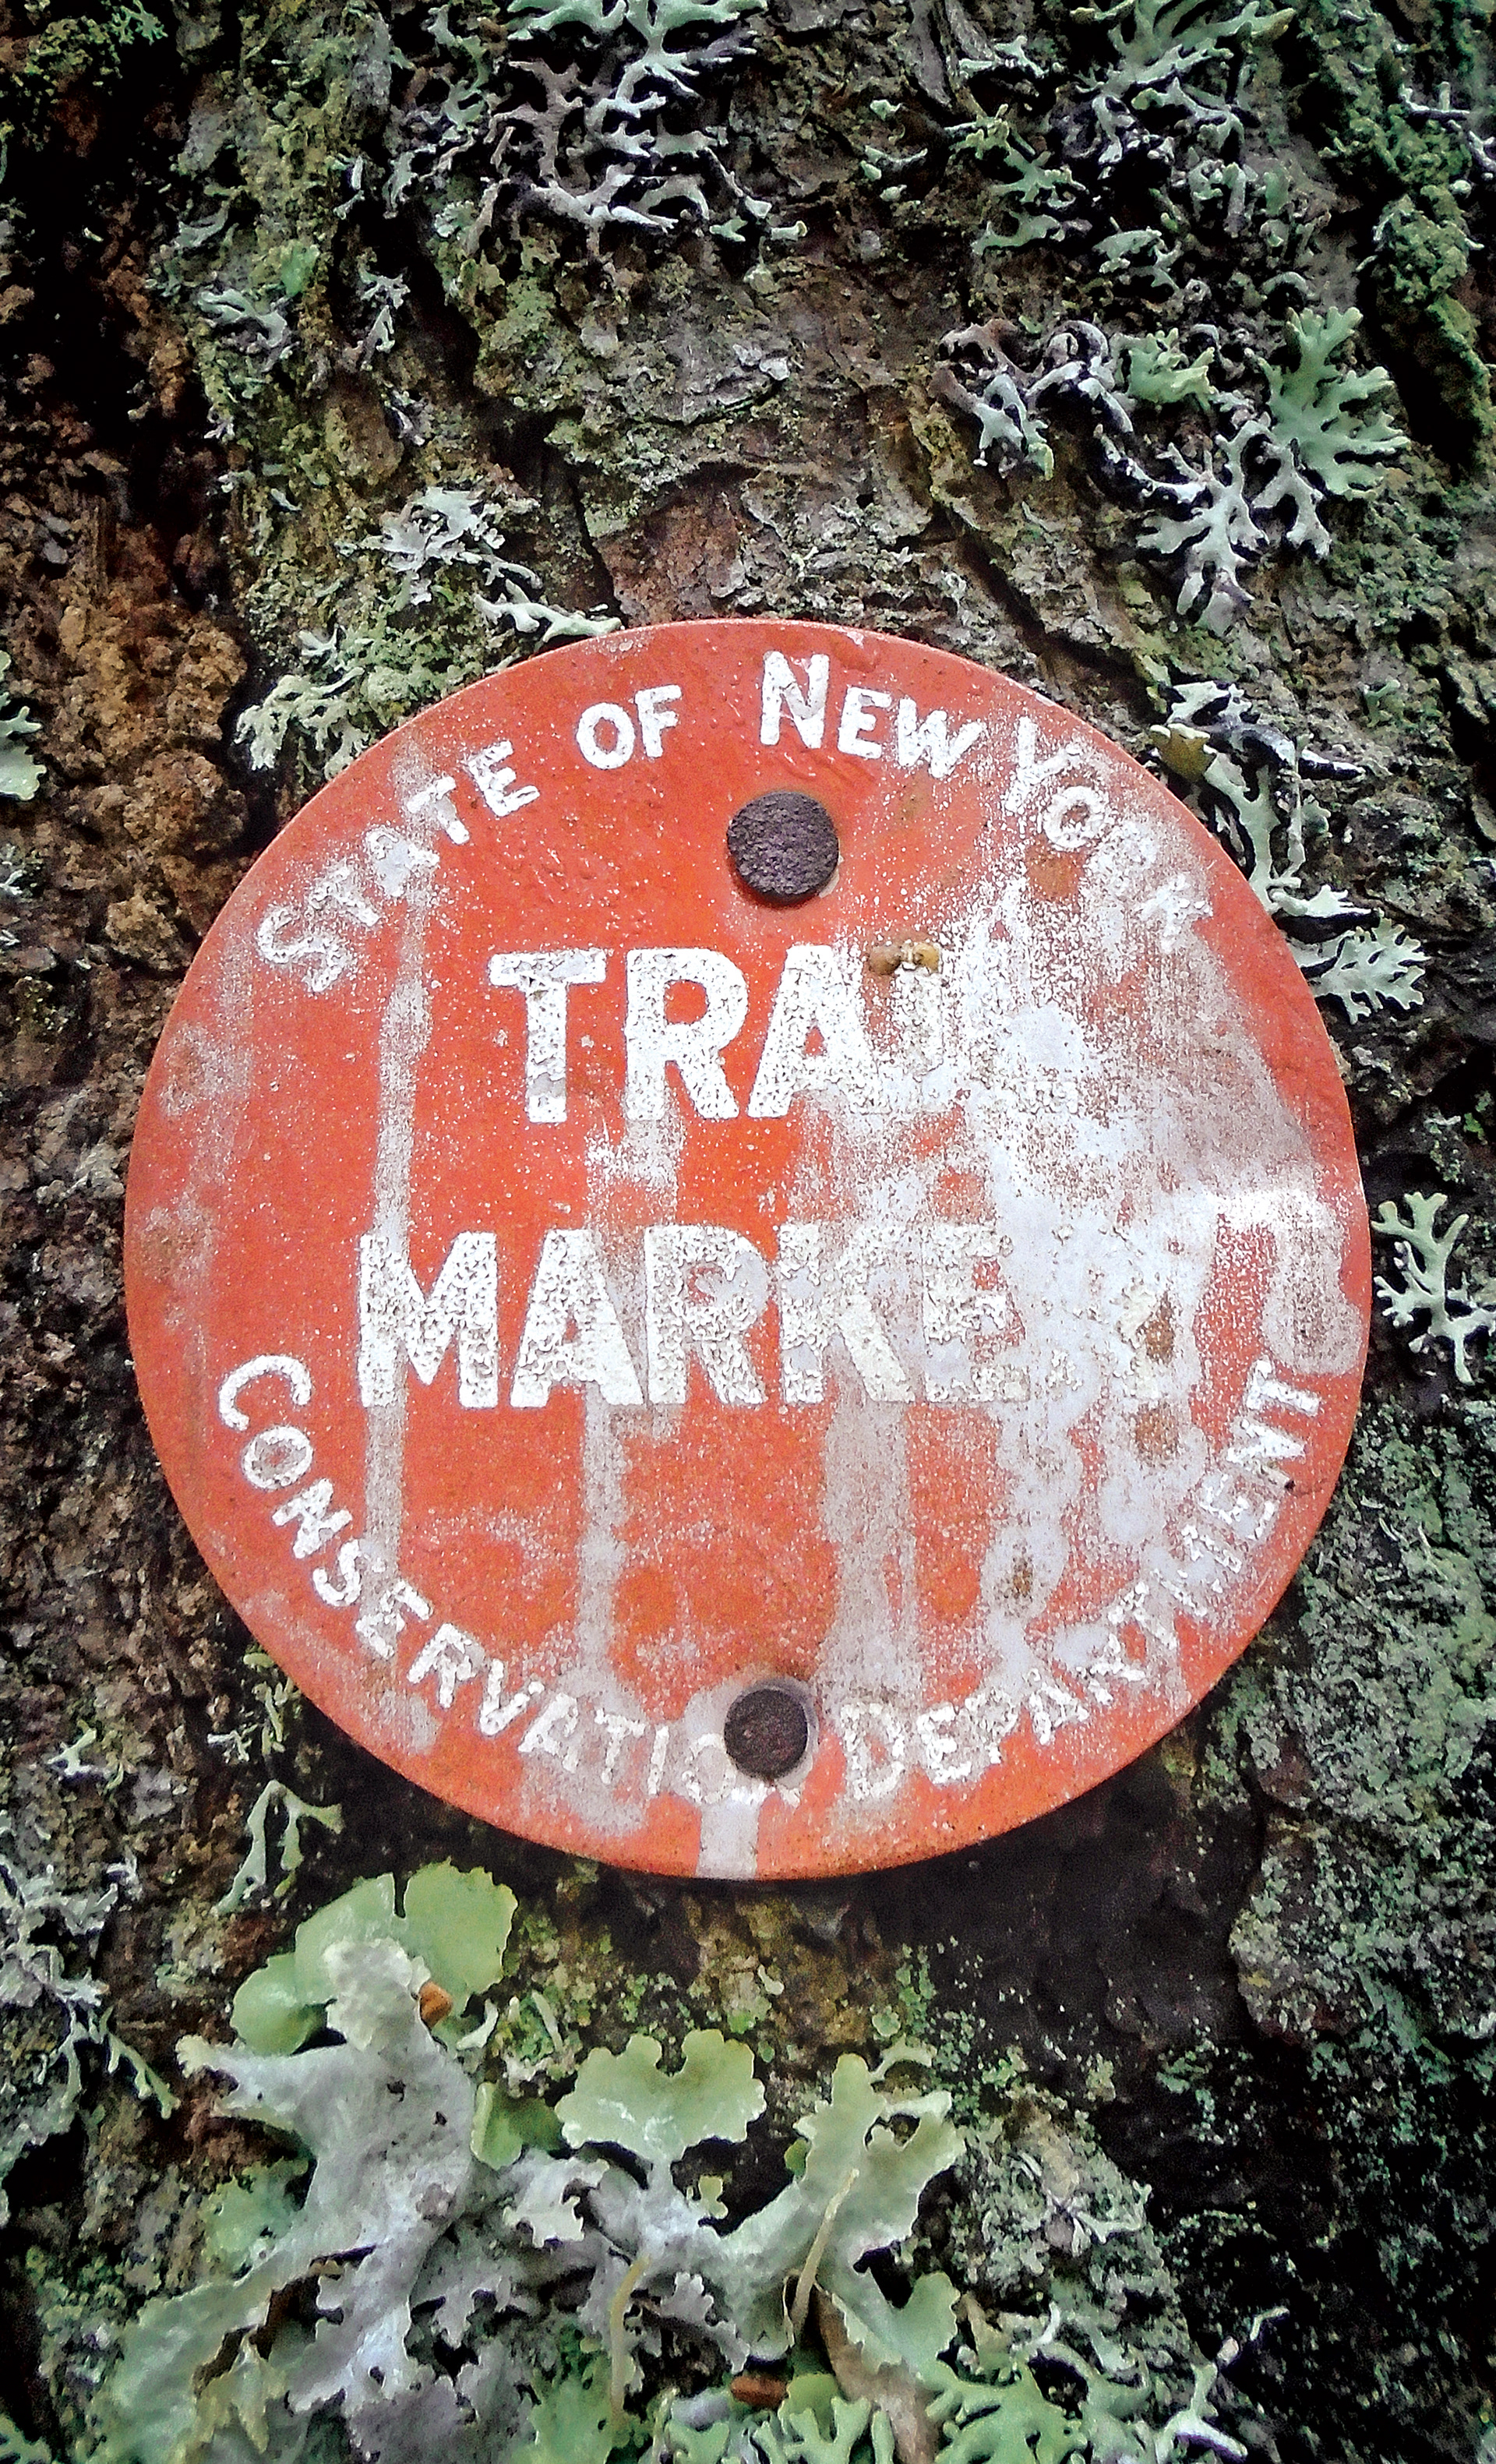 STATE OF NEW YORK
TRAIL
MARKER
CONSERVATION DEPARTMENT